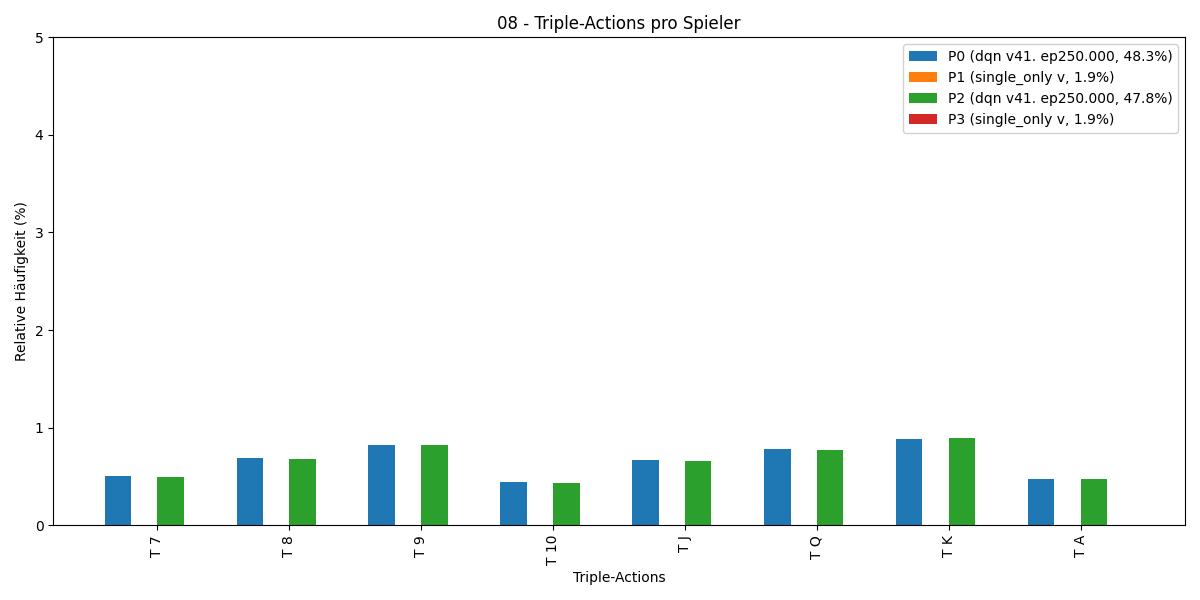 08 - Triple-Actions pro Spieler
P0 (dqn v41. ep250.000, 48.3%)
P1 (single_only v, 1.9%)
P2 (dqn v41. ep250.000, 47.8%)
P3 (single_only v, 1.9%)
Relative Häufigkeit (%)
5
4
3
2
1
0
T 7
T 8
T 9
T 10
T J
T Q
T K
T A
Triple-Actions